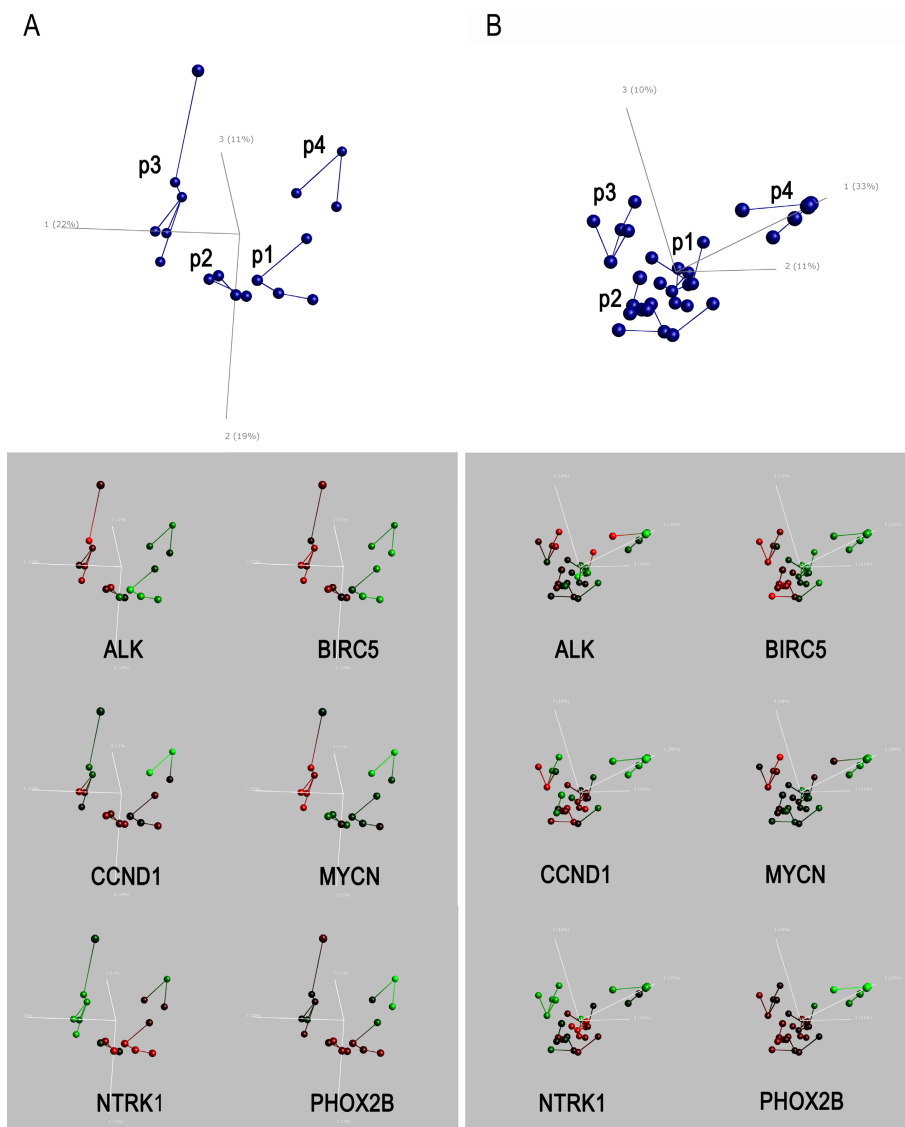 A
B
3 (10%)
3 (11%)
p4
p3
p3
p4
1 (33%)
1 (22%)
p1
p2
p1
2 (11%)
p2
2 (19%)
ALK
BIRC5
ALK
BIRC5
CCND1
MYCN
CCND1
MYCN
NTRK1
PHOX2B
NTRK1
PHOX2B